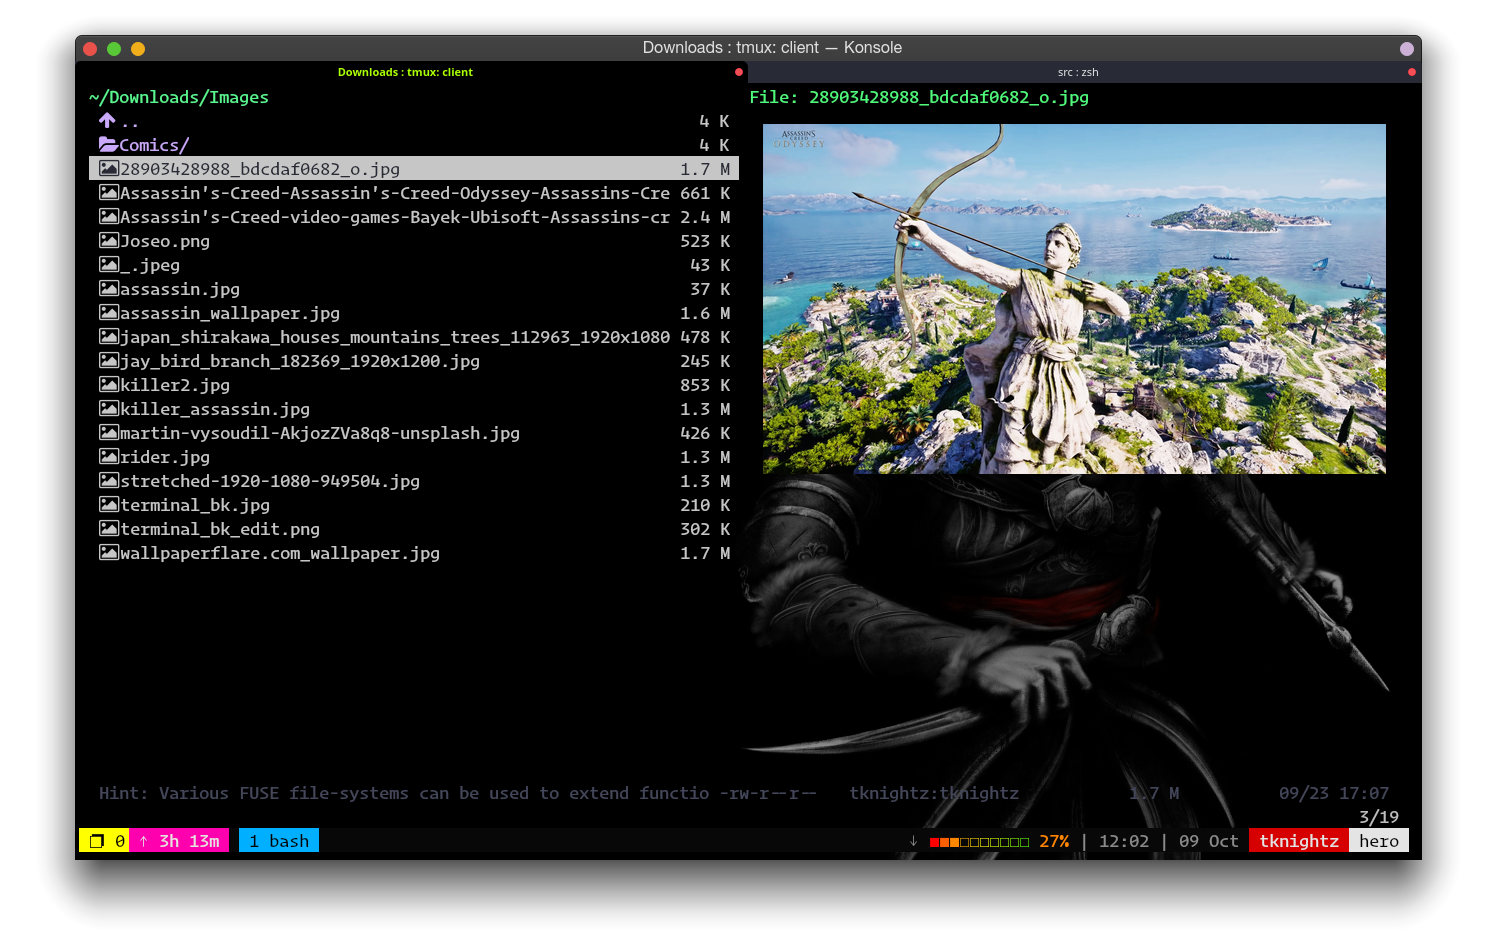 Downloads : tmux: client — Konsole
Downloads : tmux: client
src : zsh
~/Downloads/Images
File: 28903428988_bdcdaf0682_o.jpg
.. 4 K
Comics/ 4 K
28903428988_bdcdaf0682_o.jpg 1.7 M
Assassin's-Creed-Assassin's-Creed-Odyssey-Assassins-Cre 661 K
Assassin's-Creed-video-games-Bayek-Ubisoft-Assassins-cr 2.4 M
Joseo.png 523 K
_.jpeg 43 K
assassin.jpg 37 K
assassin_wallpaper.jpg 1.6 M
japan_shirakawa_houses_mountains_trees_112963_1920x1080 478 K
jay_bird_branch_182369_1920x1200.jpg 245 K
killer2.jpg 853 K
killer_assassin.jpg 1.3 M
martin-vysoudil-AkjozZVa8q8-unsplash.jpg 426 K
rider.jpg 1.3 M
stretched-1920-1080-949504.jpg 1.3 M
terminal_bk.jpg 210 K
terminal_bk_edit.png 302 K
wallpaperflare.com_wallpaper.jpg 1.7 M
ASSASSIN'S
CREED
ODYSSEY
Hint: Various FUSE file-systems can be used to extend functio -rw-r--r-- tknightz:tknightz 1.7 M 09/23 17:07
3/19
0 ↑ 3h 13m 1 bash ↓ 27% | 12:02 | 09 Oct tknightz hero